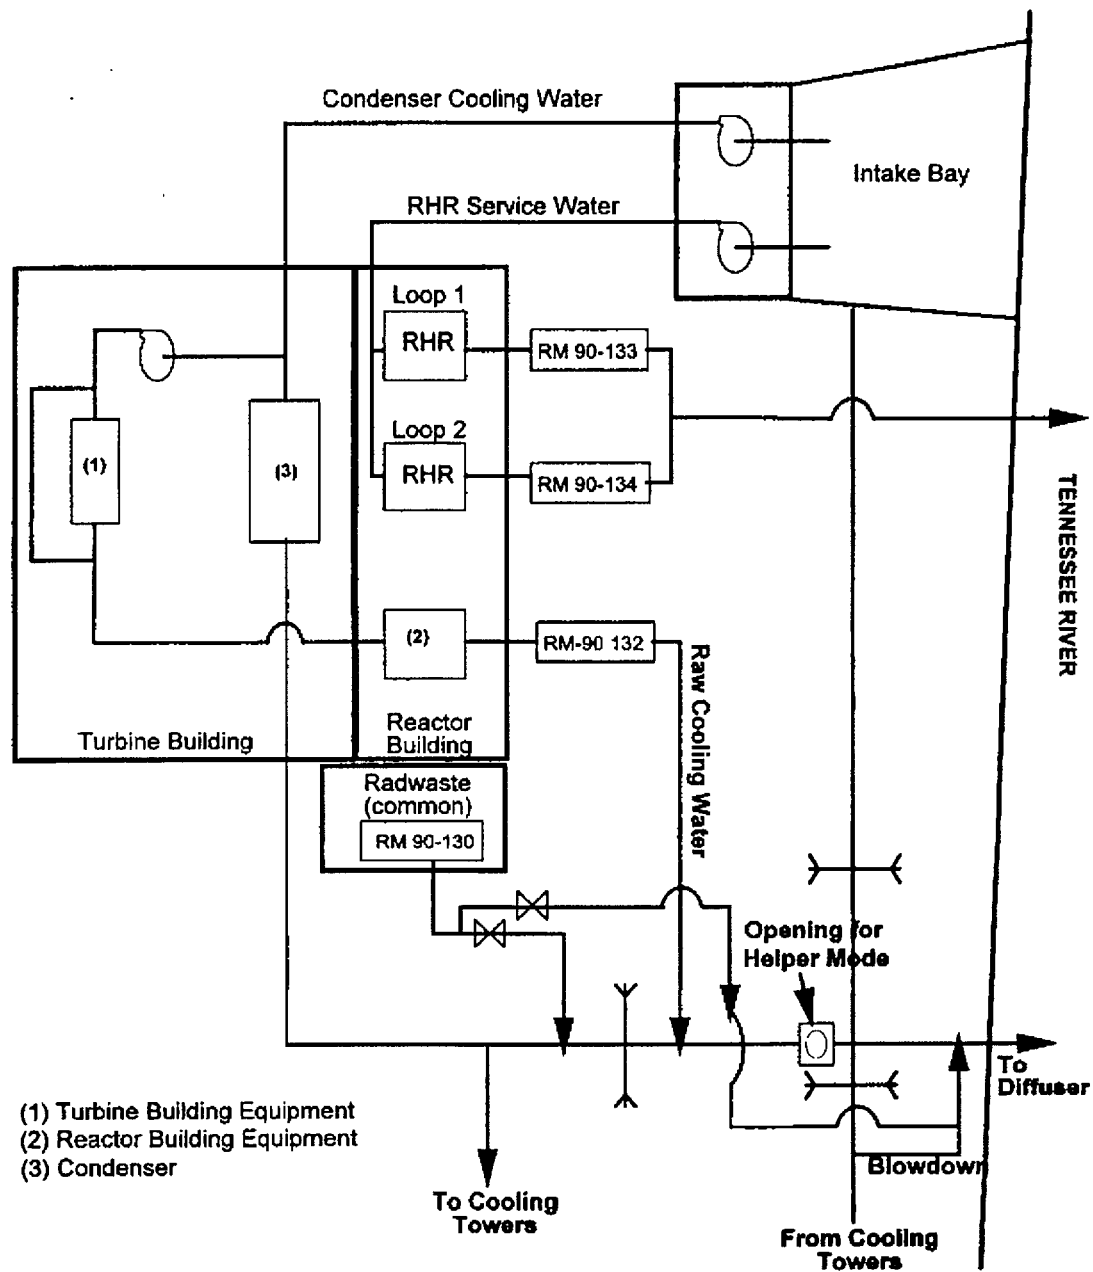 Condenser Cooling Water
Intake Bay
RHR Service Water
Loop 1
RHR
RM 90-133
Loop 2
RHR
RM 90-134
(1)
(3)
TENNESSEE RIVER
(2)
RM-90 132
Raw Cooling Water
Turbine Building
Reactor
Building
Radwaste
(common)
RM 90-130
Opening for
Helper Mode
To
Diffuser
(1) Turbine Building Equipment
(2) Reactor Building Equipment
(3) Condenser
Blowdown
To Cooling
Towers
From Cooling
Towers